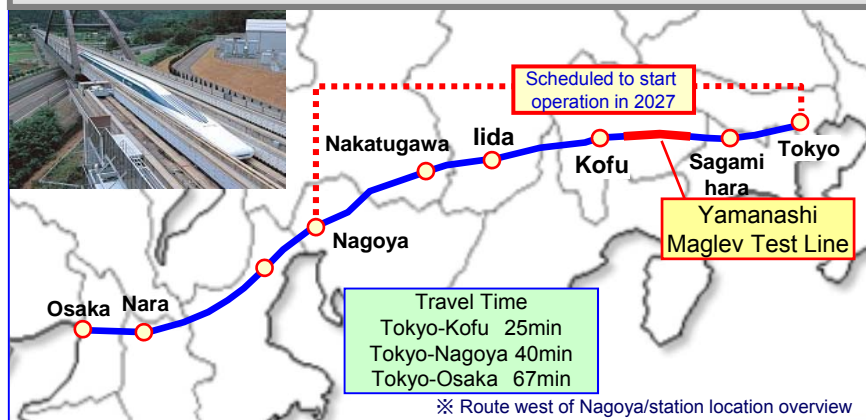 Scheduled to start
operation in 2027
Nakatugawa
Iida
Kofu
Sagami
hara
Tokyo
Yamanashi
Maglev Test Line
Nagoya
Osaka
Nara
Travel Time
Tokyo-Kofu 25min
Tokyo-Nagoya 40min
Tokyo-Osaka 67min
※ Route west of Nagoya/station location overview